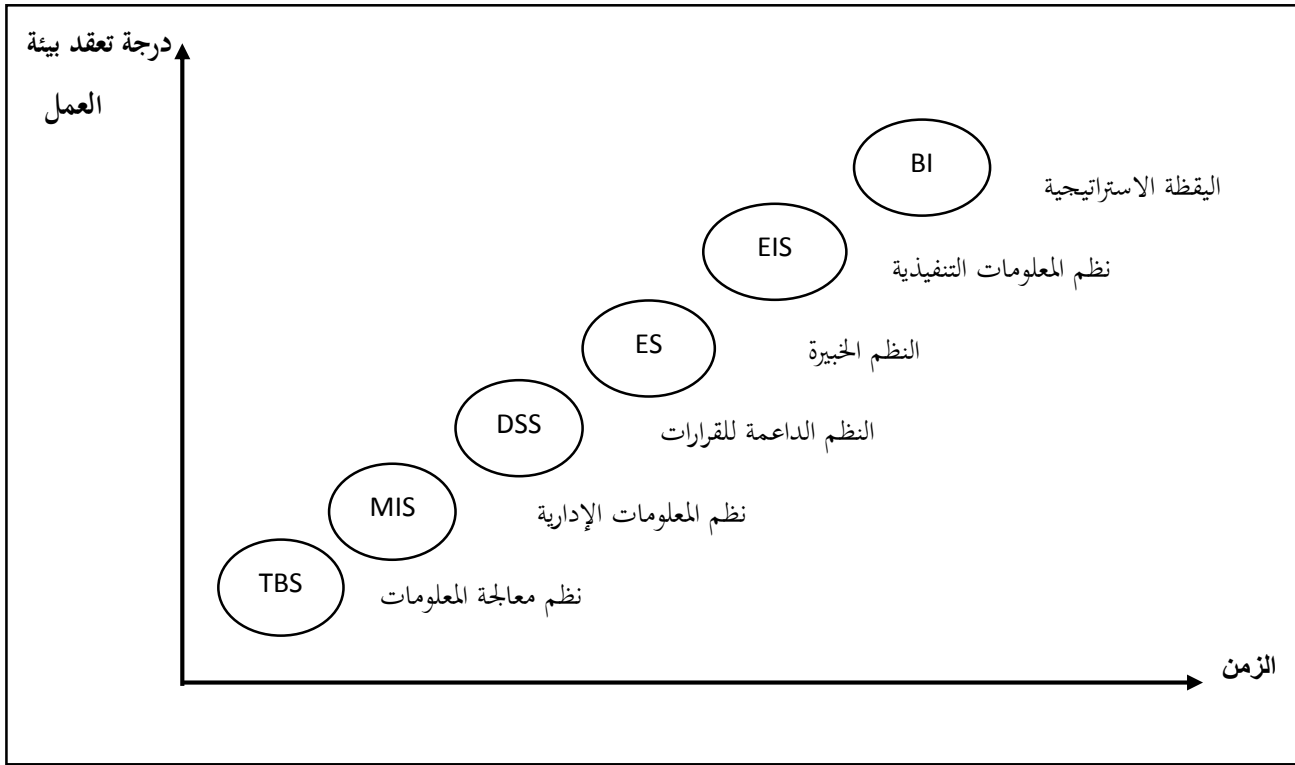 درجة تعقد بيئة
العمل
BI
اليقظة الاستراتيجية
EIS
نظم المعلومات التنفيذية
ES
النظم الخبيرة
DSS
النظم الداعمة للقرارات
MIS
نظم المعلومات الإدارية
TBS
نظم معالجة المعلومات
الزمن